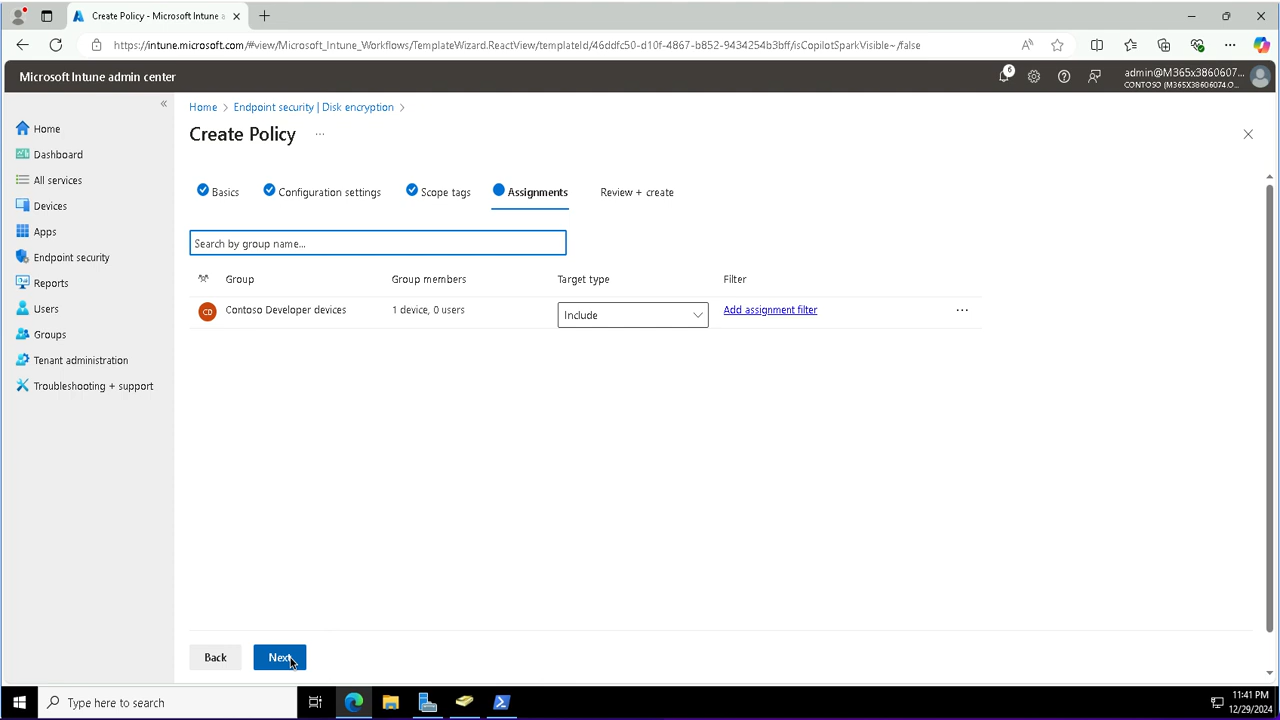 Create Policy - Microsoft Intune a
https://intune.microsoft.com/#view/Microsoft_Intune_Workflows/TemplateWizard.ReactView/templateId/46ddfc50-d10f-4867-b852-9434254b3bff/isCopilotSparkVisible~/false
Microsoft Intune admin center
6
admin@M365x3860607...
CONTOSO (M365X38606074.O...
Home > Endpoint security | Disk encryption >
Create Policy ...
Home
Dashboard
All services
Devices
Apps
Endpoint security
Reports
Users
Groups
Tenant administration
Troubleshooting + support
Basics Configuration settings Scope tags Assignments Review + create
Search by group name...
Group Group members Target type Filter
CD Contoso Developer devices 1 device, 0 users Include Add assignment filter ...
Back Next
Type here to search
11:41 PM
12/29/2024